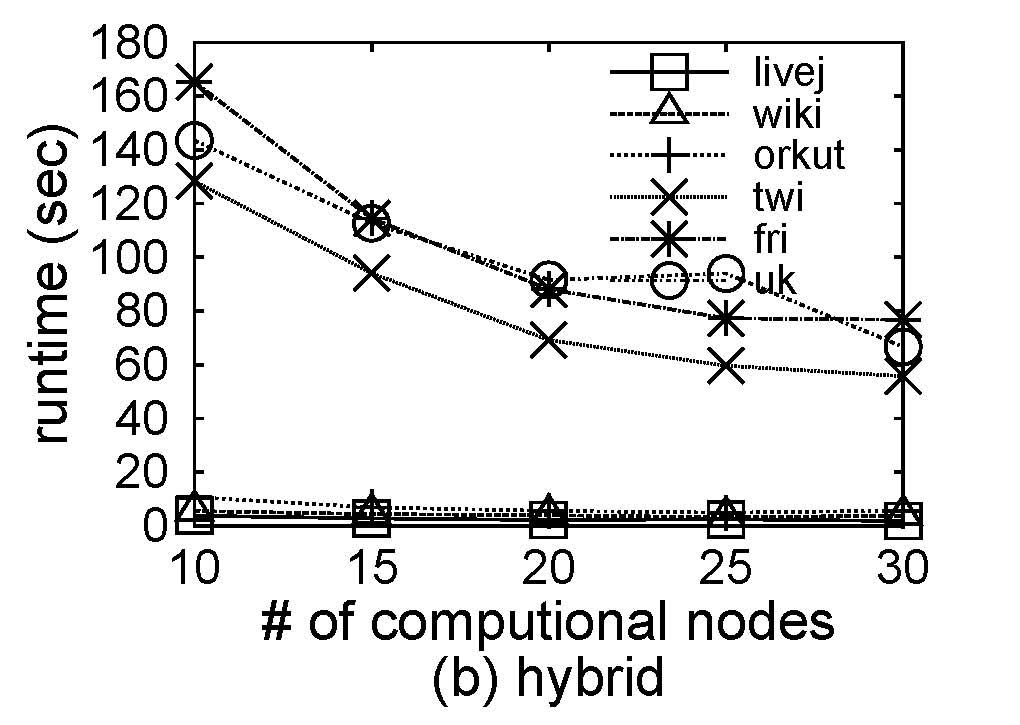 180
160
140
120
100
80
60
40
20
0
runtime (sec)
livej
wiki
orkut
twi
fri
uk
10 15 20 25 30
# of computional nodes
(b) hybrid